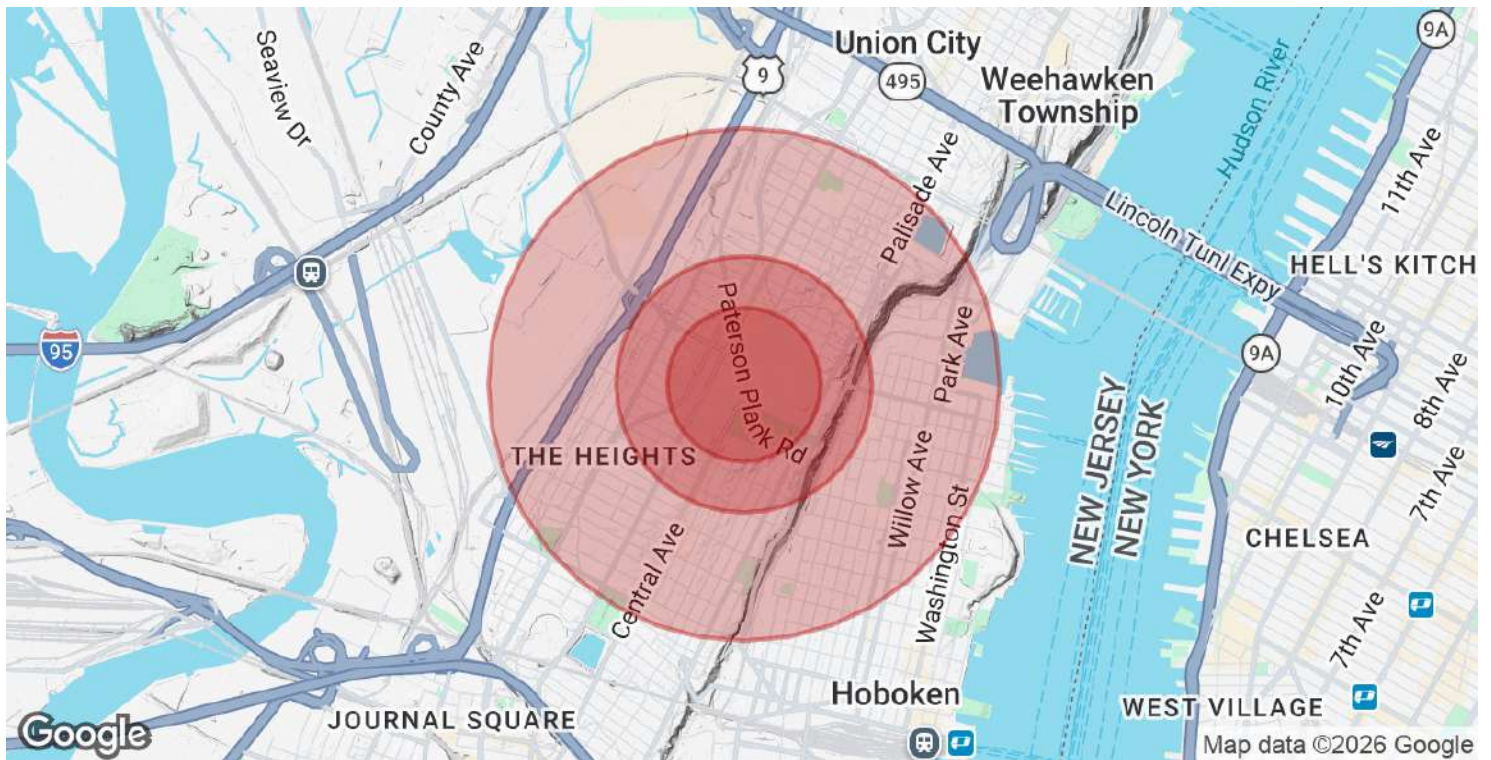 9A
Union City
Seaview Dr
County Ave
9
495
Weehawken
Township
Hudson River
11th Ave
Palisade Ave
Lincoln Tunl Expy
HELL'S KITCH
95
Paterson Plank Rd
Park Ave
9A
10th Ave
8th Ave
NEW JERSEY
NEW YORK
THE HEIGHTS
Willow Ave
7th Ave
Central Ave
Washington St
CHELSEA
7th Ave
Hoboken
WEST VILLAGE
JOURNAL SQUARE
Google
Map data ©2026 Google